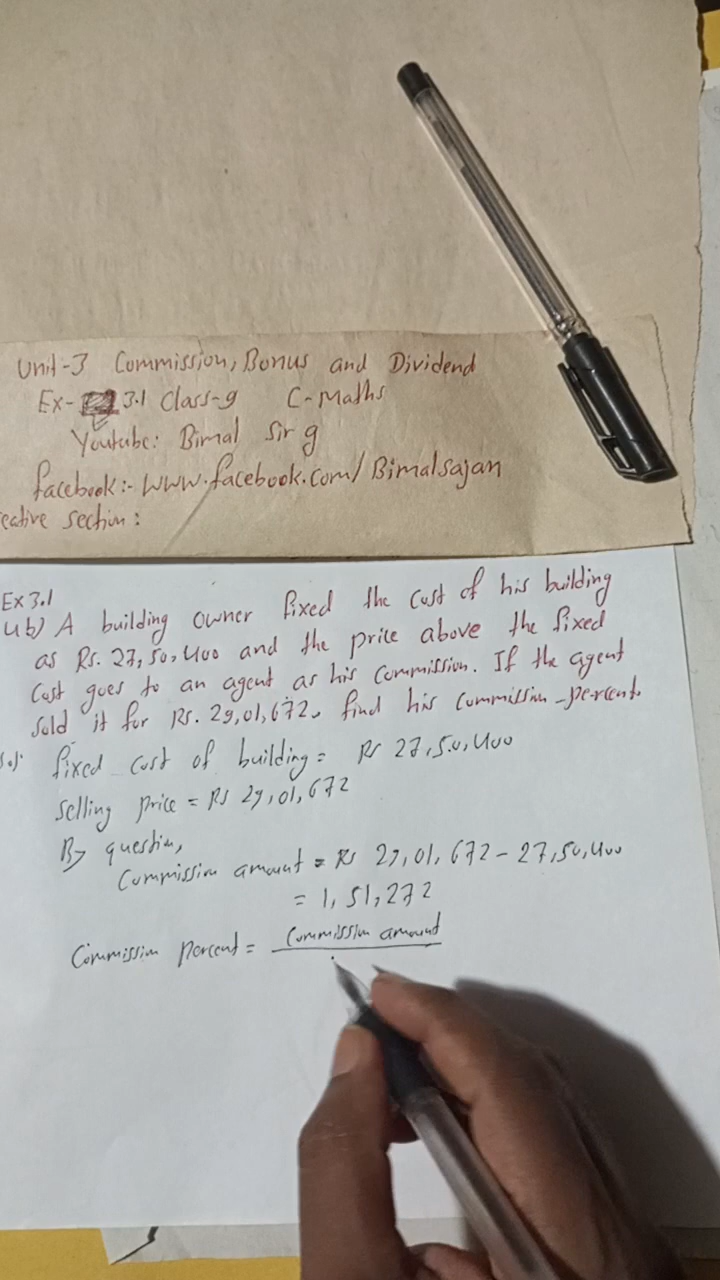 Unit-3 Commission, Bonus and Dividend
Ex- 3.1 Class-9 C-Maths
Youtube: Bimal Sir g
facebook:- www.facebook.com/Bimalsajan
eative section:
Ex 3.1
4b) A building owner fixed the cost of his building
as Rs. 27,50,400 and the price above the fixed
cost goes to an agent as his commission. If the agent
sold it for Rs. 29,01,672. find his commission-percent.
fixed cost of building = Rs 27,50,400
Selling price = Rs 29,01,672
By question,
Commission amount = Rs 29,01,672 - 27,50,400
= 1,51,272
Commission percent = Commission amount